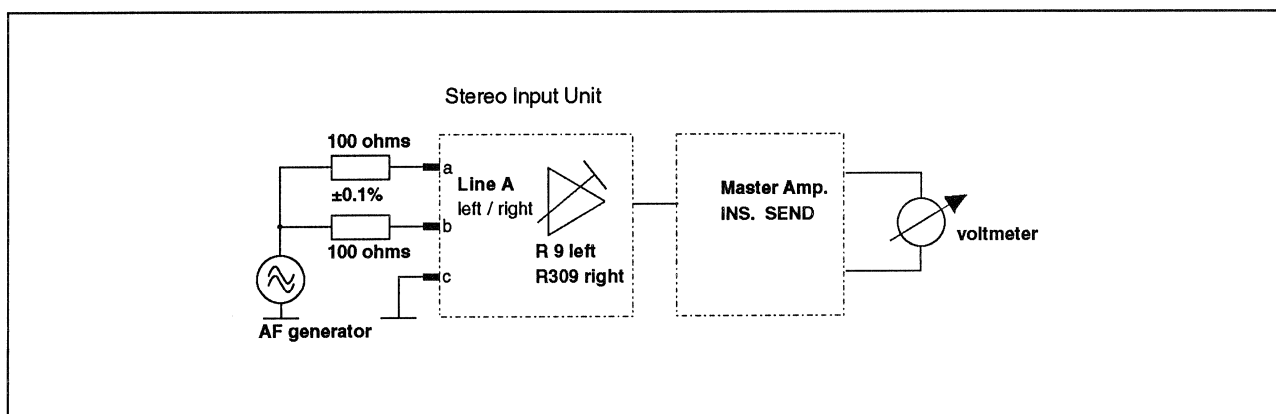 Stereo Input Unit
100 ohms
±0.1%
100 ohms
AF generator
a
b
c
Line A
left / right
R 9 left
R309 right
Master Amp.
INS. SEND
voltmeter